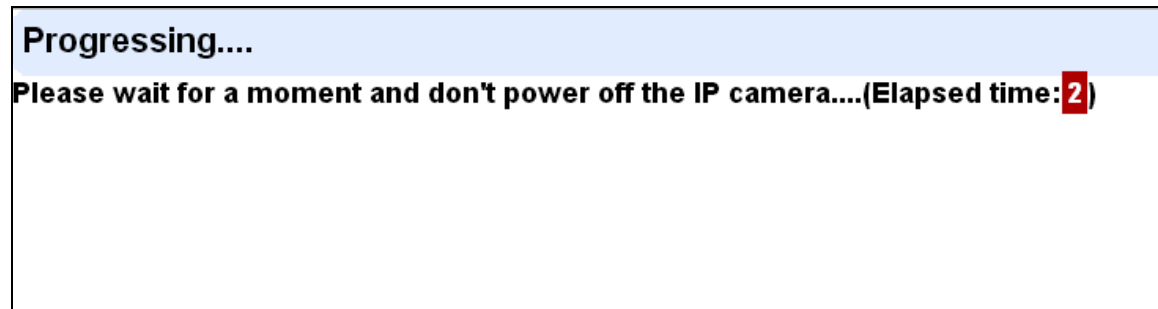 Progressing....
Please wait for a moment and don't power off the IP camera....(Elapsed time:2)